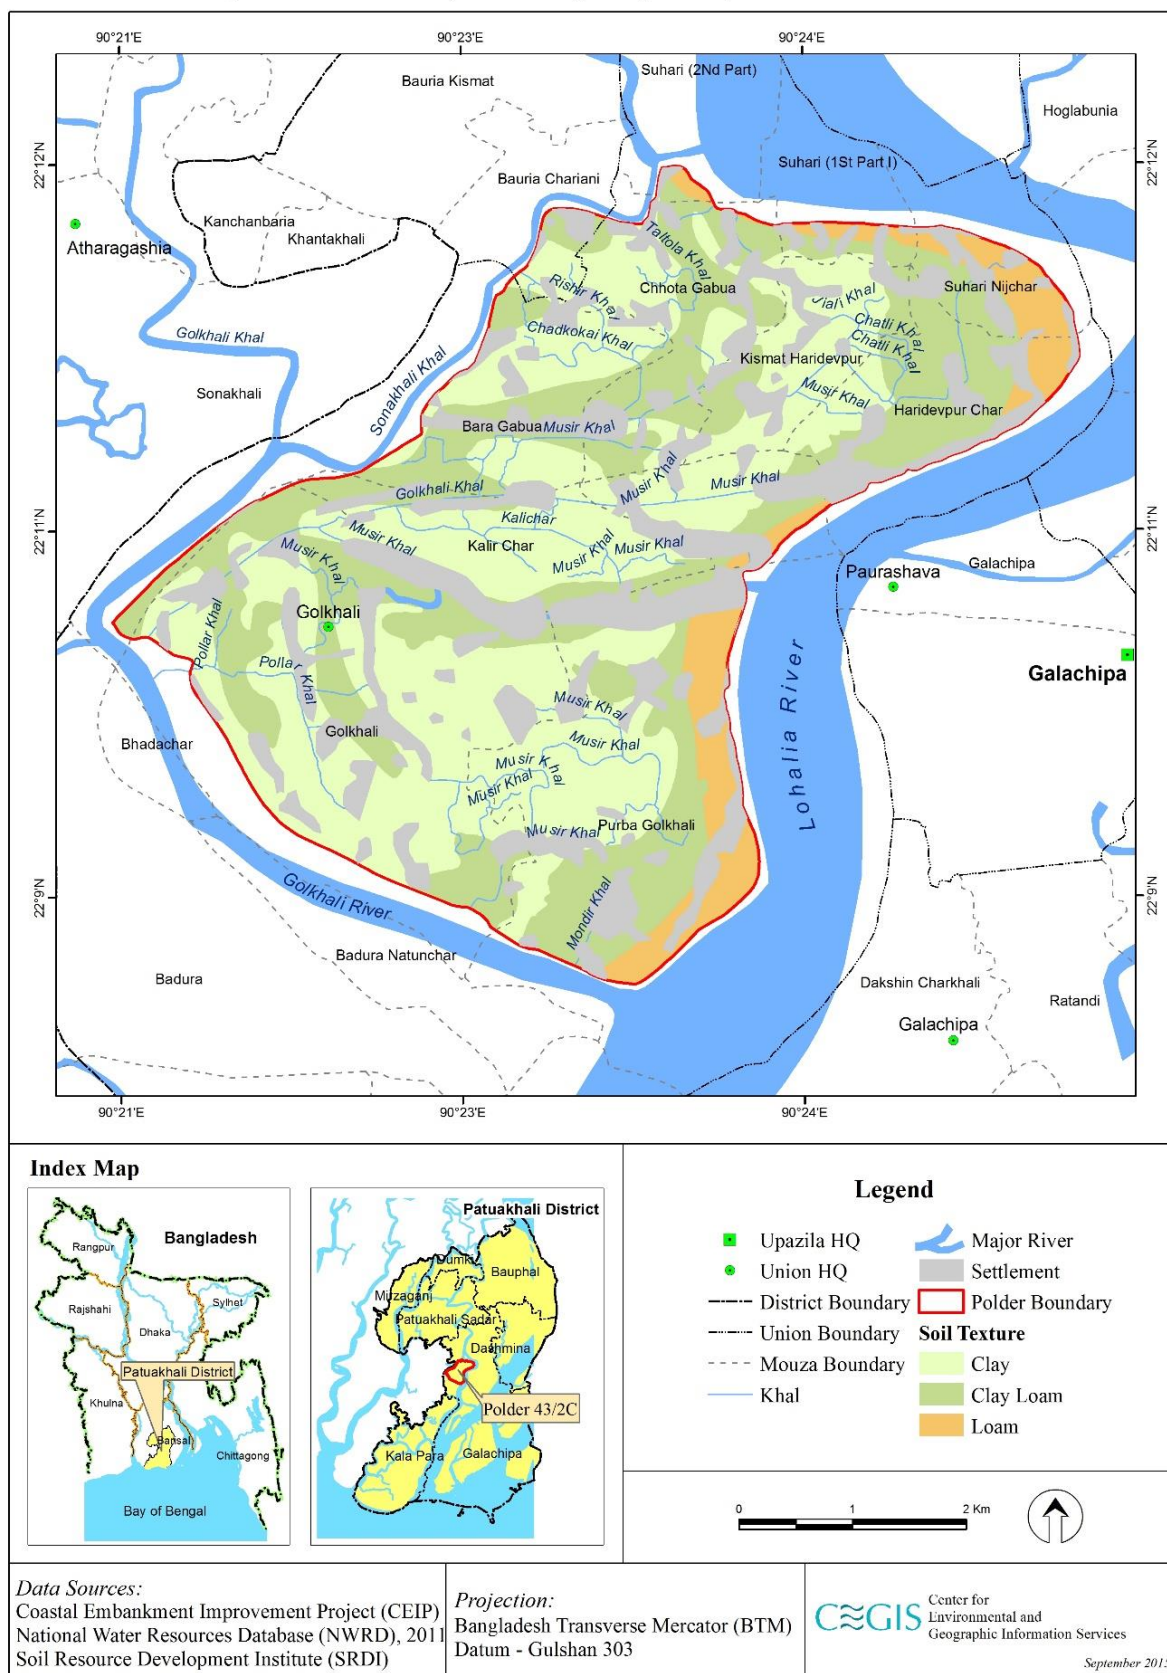 90°21'E
90°23'E
90°24'E
Suhari (2Nd Part)
Bauria Kismat
Hoglabunia
22°12'N
22°12'N
Suhari (1St Part I)
Bauria Chariani
Kanchanbaria
Khantakhali
Atharagashia
Taltola Khal
Rishir Khal
Chhota Gabua
Suhari Nijchar
Jiali Khal
Chatli Khal
Chadkokai Khal
Chatli Khal
Golkhali Khal
Kismat Haridevpur
Sonakhali Khal
Musir Khal
Sonakhali
Haridevpur Char
Bara Gabua
Musir Khal
Musir Khal
Musir Khal
Golkhali Khal
Kalichar
22°11'N
22°11'N
Musir Khal
Kalir Char
Musir Khal
Musir Khal
Musir Khal
Galachipa
Paurashava
Golkhali
Pollar Khal
Pollar Khal
Galachipa
Lohalia River
Musir Khal
Golkhali
Bhadachar
Musir Khal
Musir Khal
Musir Khal
Musir Khal
Purba Golkhali
22°9'N
22°9'N
Golkhali River
Mondir Khal
Badura Natunchar
Badura
Dakshin Charkhali
Ratandi
Galachipa
90°21'E
90°23'E
90°24'E
Index Map
Bangladesh
Rangpur
Rajshahi
Sylhet
Dhaka
Patuakhali District
Khulna
Barisal
Chittagong
Bay of Bengal
Patuakhali District
Dumki
Bauphal
Mirzaganj
Patuakhali Sadar
Dashmina
Polder 43/2C
Kala Para
Galachipa
Legend
Upazila HQ
Union HQ
District Boundary
Union Boundary
Mouza Boundary
Khal
Major River
Settlement
Polder Boundary
Soil Texture
Clay
Clay Loam
Loam
0 1 2 Km
Data Sources:
Coastal Embankment Improvement Project (CEIP)
National Water Resources Database (NWRD), 2011
Soil Resource Development Institute (SRDI)
Projection:
Bangladesh Transverse Mercator (BTM)
Datum - Gulshan 303
CEGIS
Center for
Environmental and
Geographic Information Services
September 2015